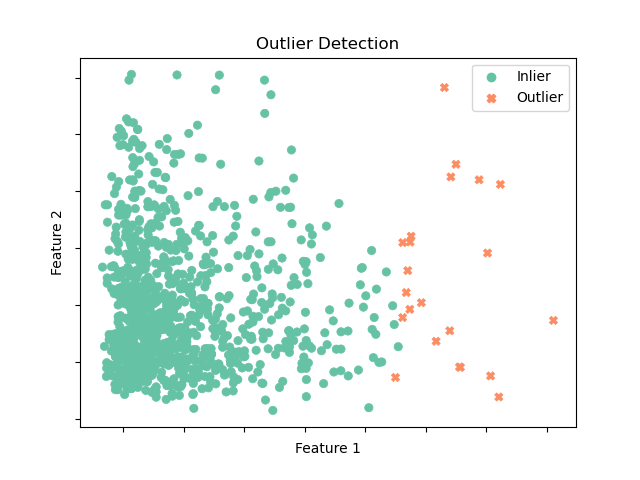 Outlier Detection
Inlier
Outlier
Feature 2
Feature 1